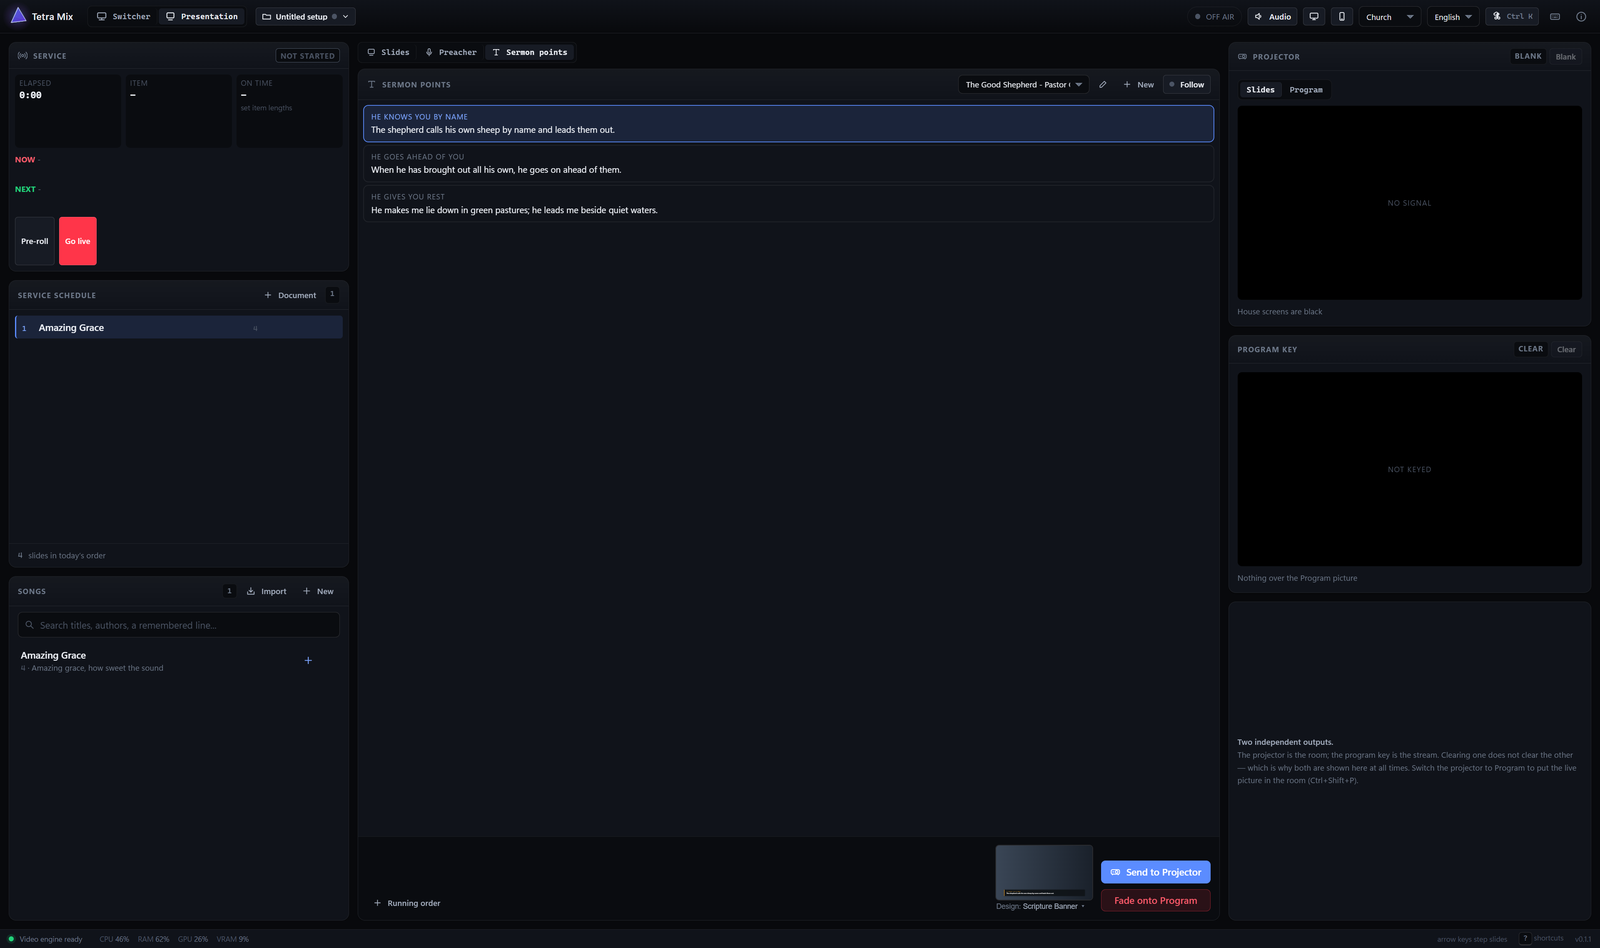 Tetra Mix
Switcher
Presentation
Untitled setup
OFF AIR
Audio
Church
English
Ctrl K
SERVICE
NOT STARTED
ELAPSED
0:00
ITEM
–
ON TIME
–
set item lengths
NOW -
NEXT -
Pre-roll
Go live
SERVICE SCHEDULE
+ Document
1
1 Amazing Grace 4
4 slides in today's order
SONGS
1
Import
+ New
Search titles, authors, a remembered line...
Amazing Grace
4 · Amazing grace, how sweet the sound
+
Slides
Preacher
Sermon points
SERMON POINTS
The Good Shepherd - Pastor
+ New
Follow
HE KNOWS YOU BY NAME
The shepherd calls his own sheep by name and leads them out.
HE GOES AHEAD OF YOU
When he has brought out all his own, he goes on ahead of them.
HE GIVES YOU REST
He makes me lie down in green pastures; he leads me beside quiet waters.
+ Running order
Design: Scripture Banner
Send to Projector
Fade onto Program
PROJECTOR
BLANK
Blank
Slides
Program
NO SIGNAL
House screens are black
PROGRAM KEY
CLEAR
Clear
NOT KEYED
Nothing over the Program picture
Two independent outputs.
The projector is the room; the program key is the stream. Clearing one does not clear the other
— which is why both are shown here at all times. Switch the projector to Program to put the live
picture in the room (Ctrl+Shift+P).
Video engine ready
CPU 46%
RAM 62%
GPU 26%
VRAM 9%
arrow keys step slides
? shortcuts
v0.1.1